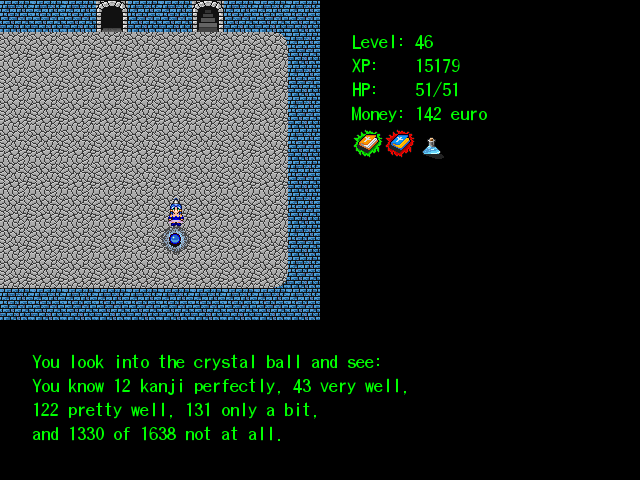 Level: 46
XP: 15179
HP: 51/51
Money: 142 euro
You look into the crystal ball and see:
You know 12 kanji perfectly, 43 very well,
122 pretty well, 131 only a bit,
and 1330 of 1638 not at all.